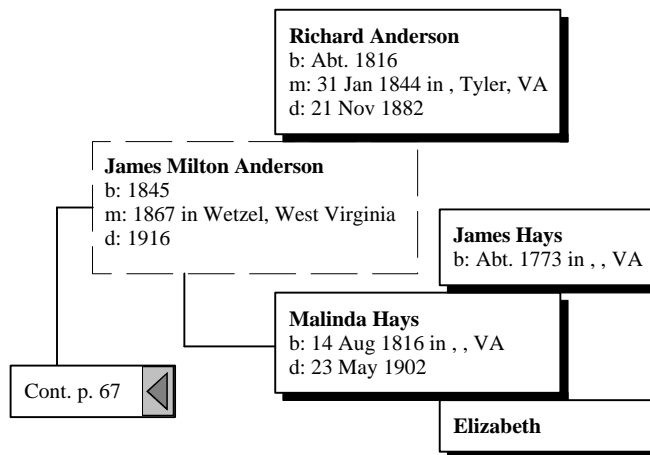 Richard Anderson
b: Abt. 1816
m: 31 Jan 1844 in , Tyler, VA
d: 21 Nov 1882
James Milton Anderson
b: 1845
m: 1867 in Wetzel, West Virginia
d: 1916
James Hays
b: Abt. 1773 in , , VA
Malinda Hays
b: 14 Aug 1816 in , , VA
d: 23 May 1902
Cont. p. 67
Elizabeth